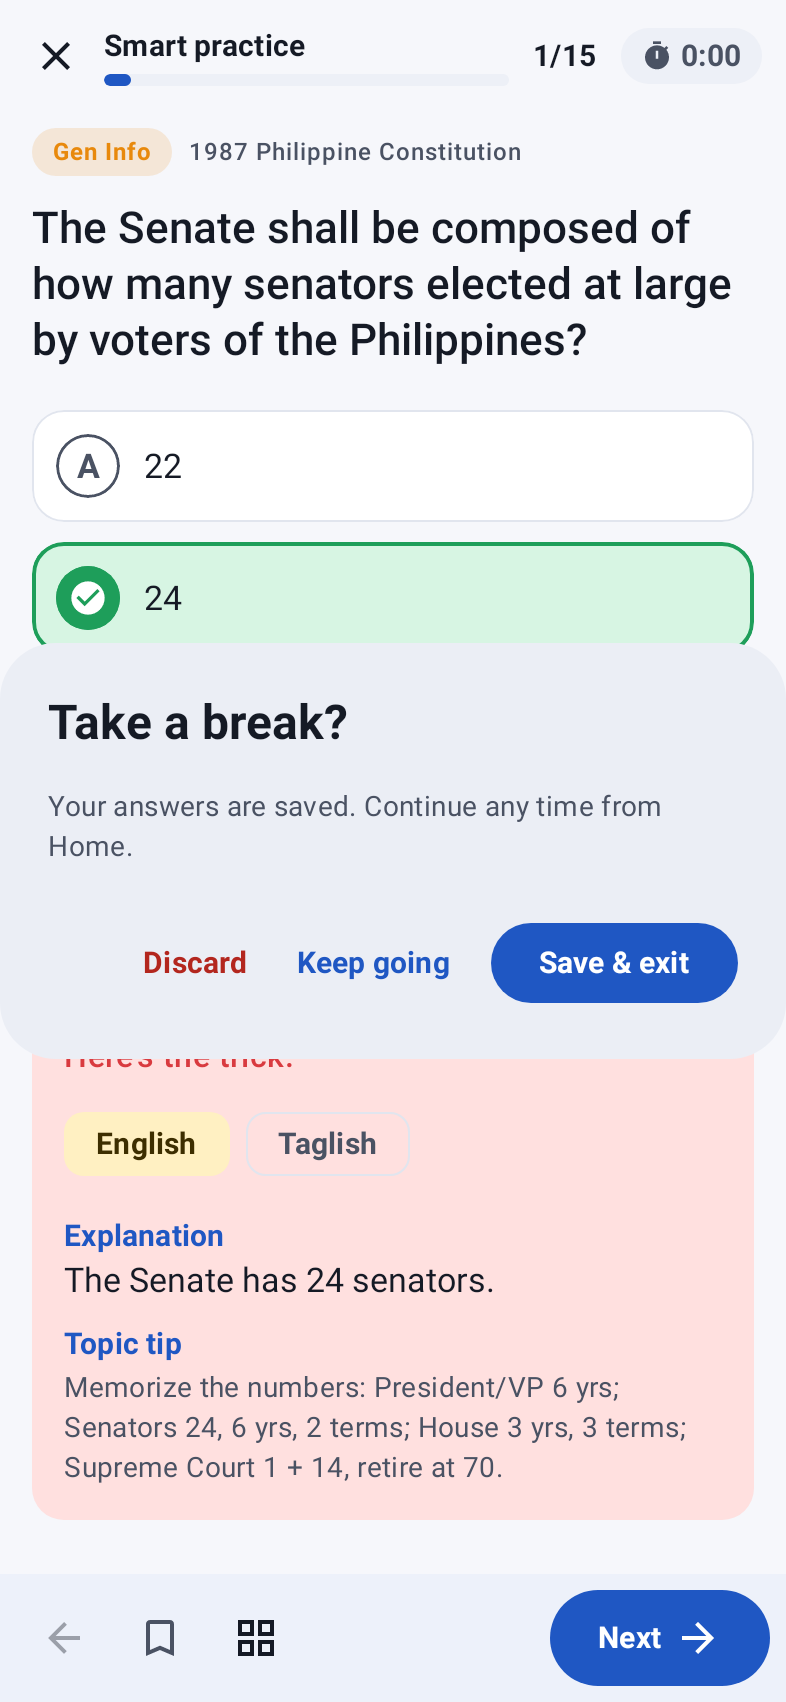 Smart practice
1/15
0:00
Gen Info
1987 Philippine Constitution
The Senate shall be composed of
how many senators elected at large
by voters of the Philippines?
A
22
24
Take a break?
Your answers are saved. Continue any time from
Home.
Discard
Keep going
Save & exit
Here's the trick:
English
Taglish
Explanation
The Senate has 24 senators.
Topic tip
Memorize the numbers: President/VP 6 yrs;
Senators 24, 6 yrs, 2 terms; House 3 yrs, 3 terms;
Supreme Court 1 + 14, retire at 70.
Next